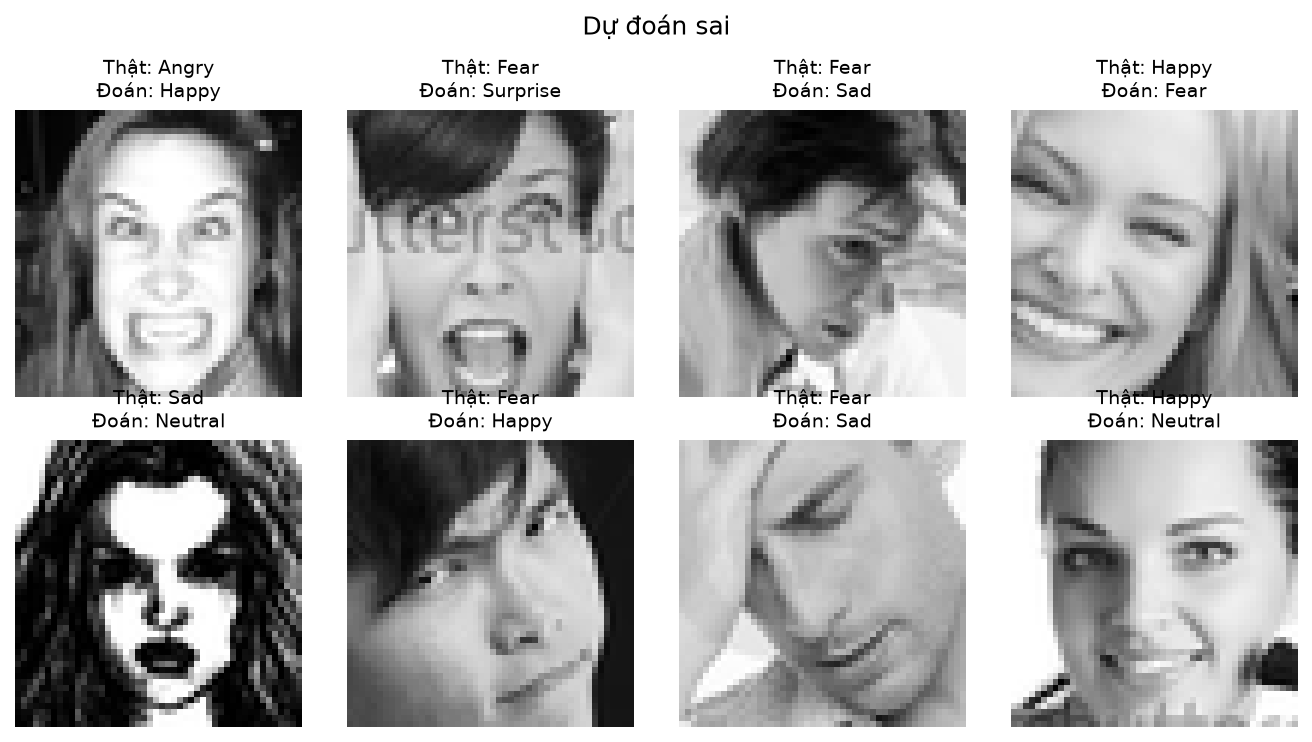 Dự đoán sai
Thật: Angry
Đoán: Happy
Thật: Fear
Đoán: Surprise
Thật: Fear
Đoán: Sad
Thật: Happy
Đoán: Fear
utterst
Thật: Sad
Đoán: Neutral
Thật: Fear
Đoán: Happy
Thật: Fear
Đoán: Sad
Thật: Happy
Đoán: Neutral